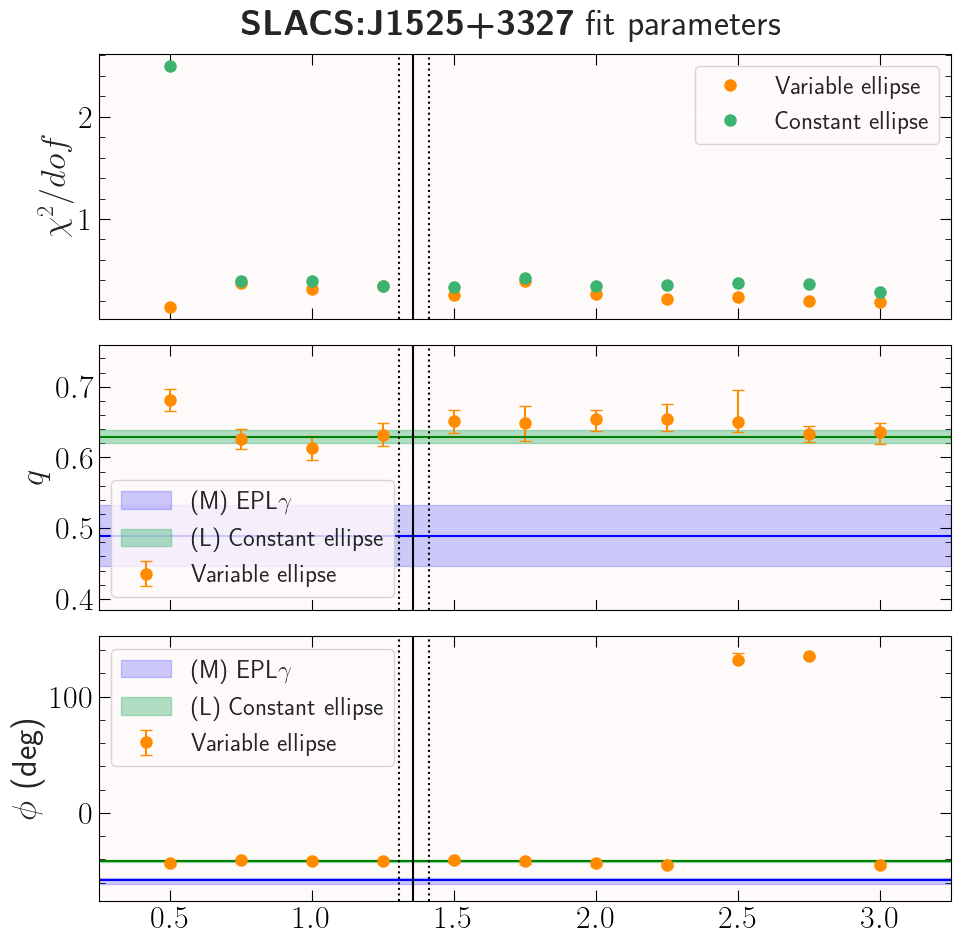 SLACS:J1525+3327 fit parameters
χ²/dof
2
1
Variable ellipse
Constant ellipse
q
0.7
0.6
0.5
0.4
(M) EPLγ
(L) Constant ellipse
Variable ellipse
ϕ (deg)
100
0
(M) EPLγ
(L) Constant ellipse
Variable ellipse
0.5 1.0 1.5 2.0 2.5 3.0